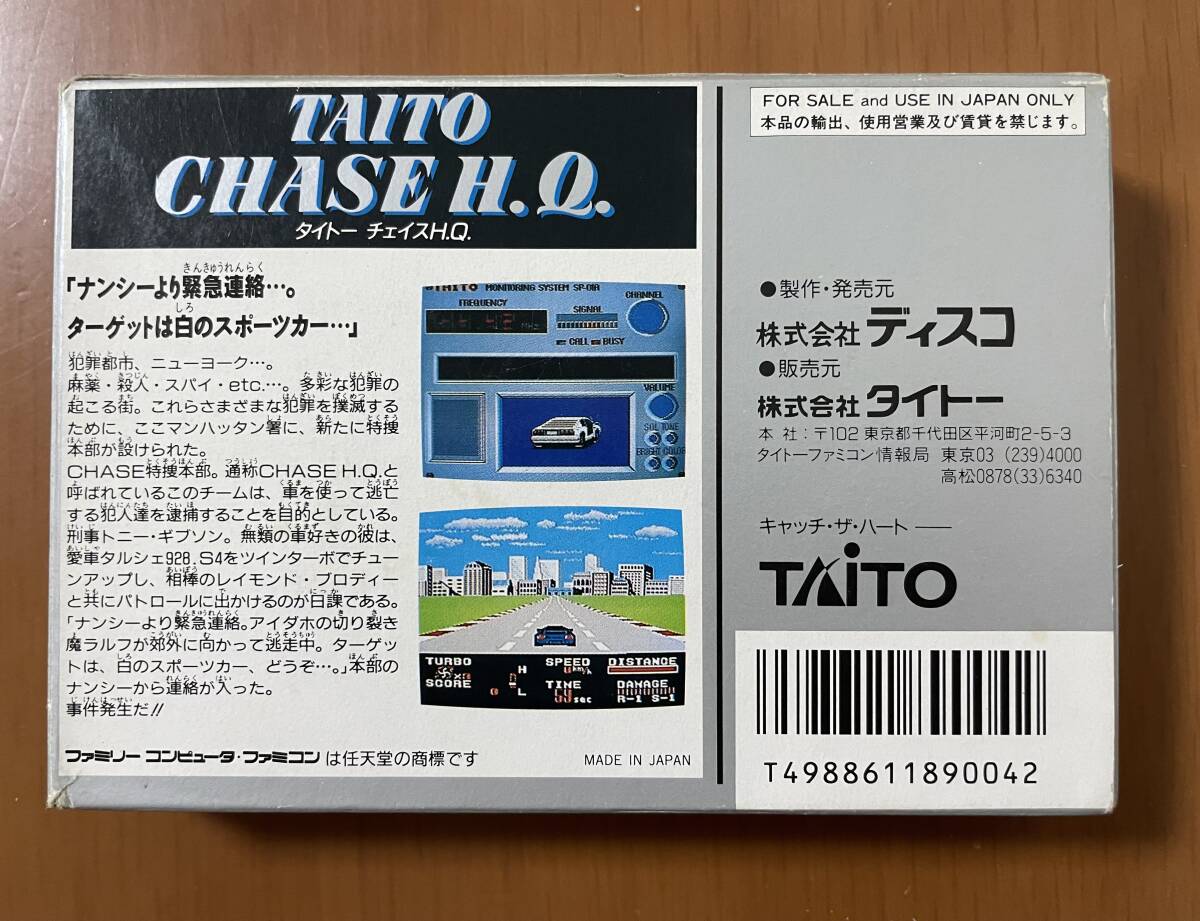 TAITO
CHASE H.Q.
タイトー チェイスH.Q.
きんきゅうれんらく
「ナンシーより緊急連絡…。
しろ
ターゲットは白のスポーツカー…」
犯罪都市、ニューヨーク…。
麻薬・殺人・スパイ・etc.…。多彩な犯罪の
起こる街。これらさまざまな犯罪を撲滅する
ために、ここマンハッタン署に、新たに特捜
本部が設けられた。
CHASE特捜本部。通称CHASE H.Q.と
呼ばれているこのチームは、車を使って逃亡
する犯人達を逮捕することを目的としている。
刑事トニー・ギブソン。無類の車好きの彼は、
愛車タルシェ928.S4をツインターボでチュー
ンアップし、相棒のレイモンド・ブロディー
と共にパトロールに出かけるのが日課である。
「ナンシーより緊急連絡。アイダホの切り裂き
魔ラルフが郊外に向かって逃走中。ターゲッ
トは、白のスポーツカー、どうぞ…。」本部の
ナンシーから連絡が入った。
事件発生だ!!
ファミリー コンピュータ・ファミコン は任天堂の商標です
MADE IN JAPAN
TAITO MONITORING SYSTEM SP-01A
FREQUENCY
SIGNAL
CHANNEL
MHz
CALL BUSY
VALUME
SQL TONE
BRIGHT COLOR
TURBO
H
SPEED
km/h
DISTANCE
SCORE
L
TIME
59 sec
DAMAGE
R-1 S-1
FOR SALE and USE IN JAPAN ONLY
本品の輸出、使用営業及び賃貸を禁じます。
●製作・発売元
株式会社 ディスコ
●販売元
株式会社 タイトー
本 社:〒102 東京都千代田区平河町2-5-3
タイトーファミコン情報局 東京03 (239)4000
高松0878(33)6340
キャッチ・ザ・ハート ──
TAITO
T4988611890042